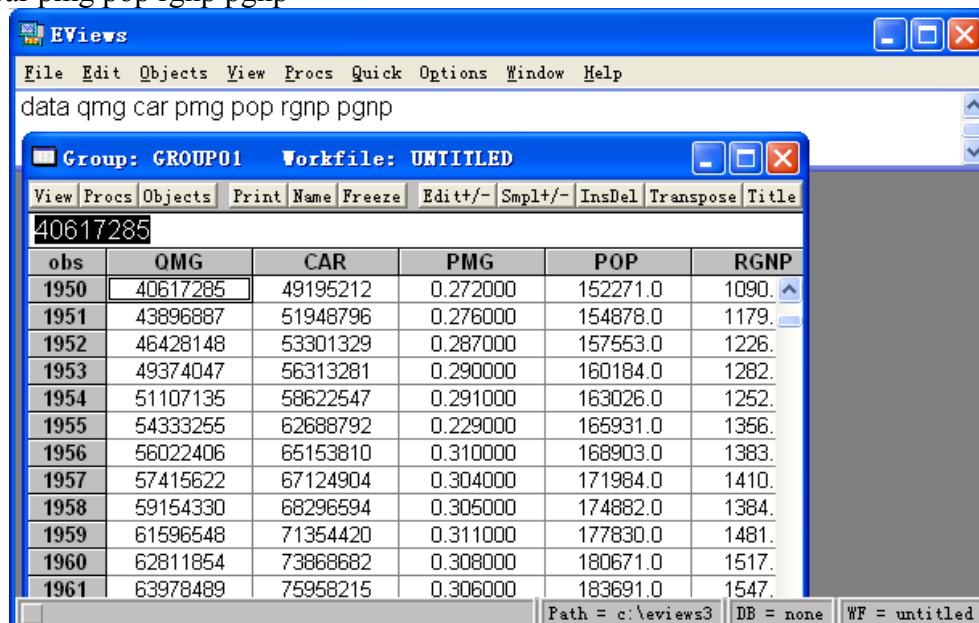 car pmg pop rgnp pgnp
EViews
File Edit Objects View Procs Quick Options Window Help
data qmg car pmg pop rgnp pgnp
Group: GROUP01 Workfile: UNTITLED
View Procs Objects Print Name Freeze Edit+/- Smpl+/- InsDel Transpose Title
40617285
obs QMG CAR PMG POP RGNP
1950 40617285 49195212 0.272000 152271.0 1090.
1951 43896887 51948796 0.276000 154878.0 1179.
1952 46428148 53301329 0.287000 157553.0 1226.
1953 49374047 56313281 0.290000 160184.0 1282.
1954 51107135 58622547 0.291000 163026.0 1252.
1955 54333255 62688792 0.229000 165931.0 1356.
1956 56022406 65153810 0.310000 168903.0 1383.
1957 57415622 67124904 0.304000 171984.0 1410.
1958 59154330 68296594 0.305000 174882.0 1384.
1959 61596548 71354420 0.311000 177830.0 1481.
1960 62811854 73868682 0.308000 180671.0 1517.
1961 63978489 75958215 0.306000 183691.0 1547.
Path = c:\eviews3 DB = none WF = untitled